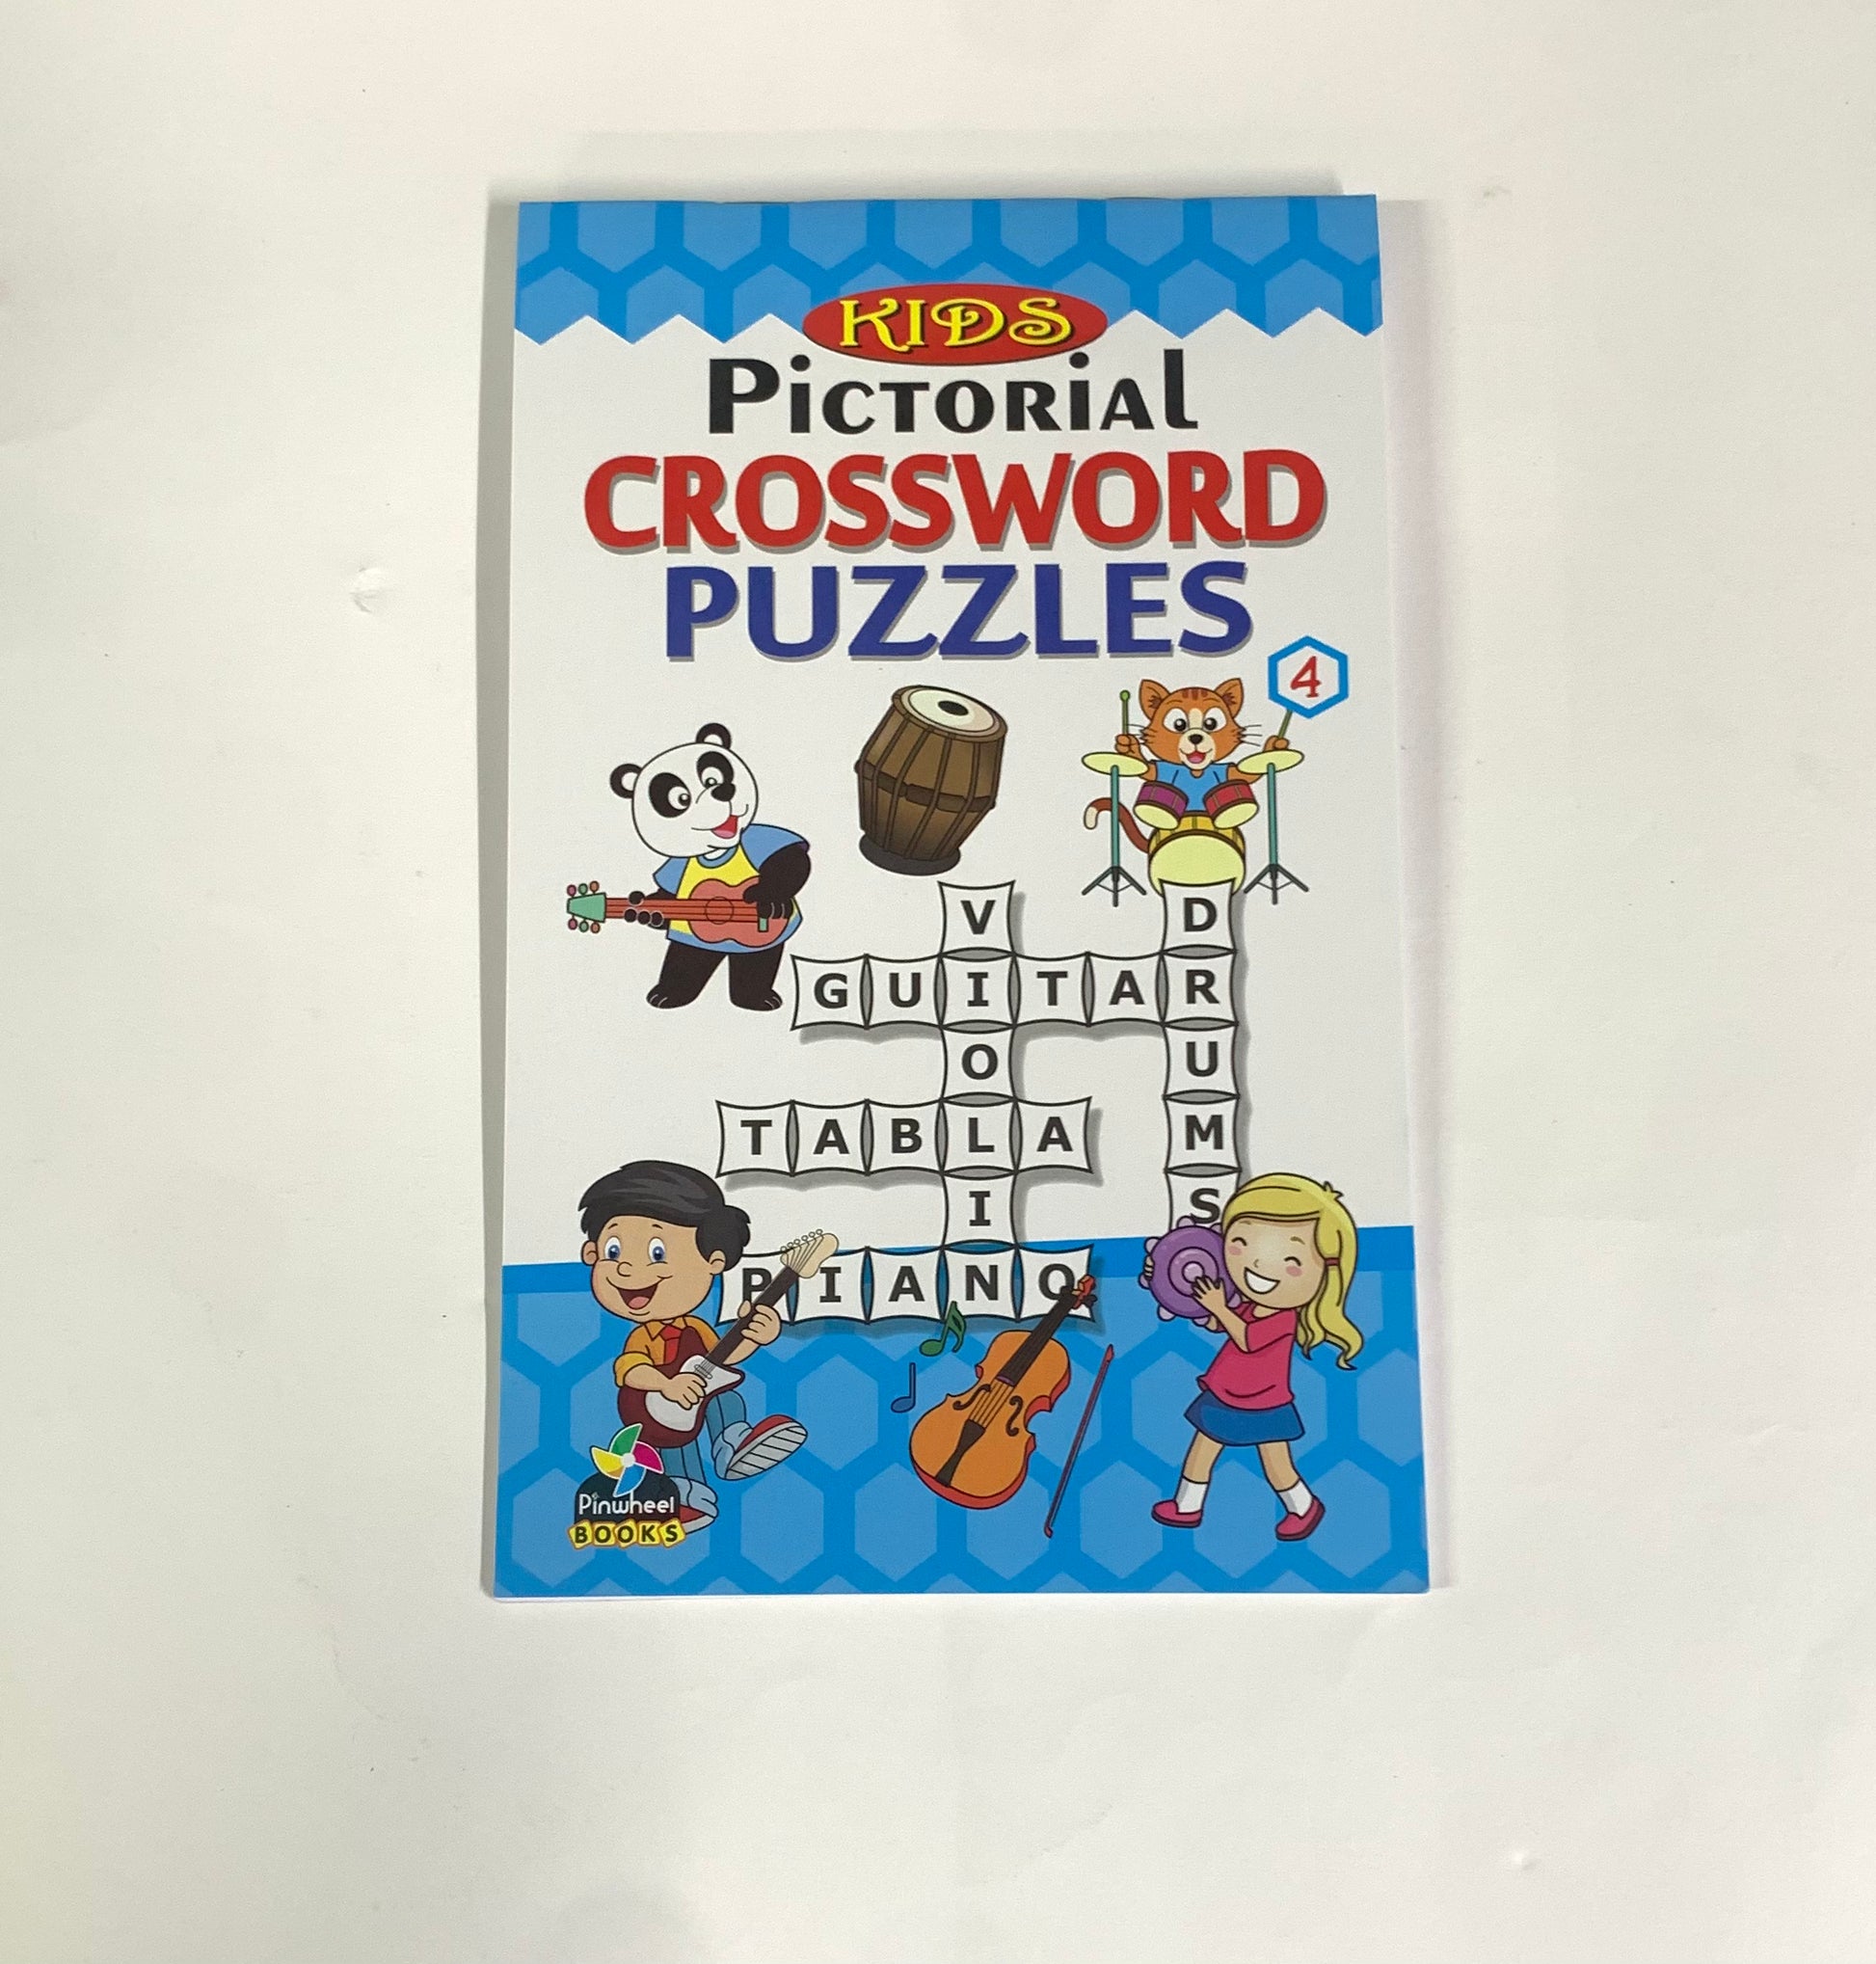 KIDS
PiCTORiAl
CROSSWORD
PUZZLES
4
V
D
GUITAR
O
U
TABLA
M
I
S
PIANO
Pinwheel
BOOKS